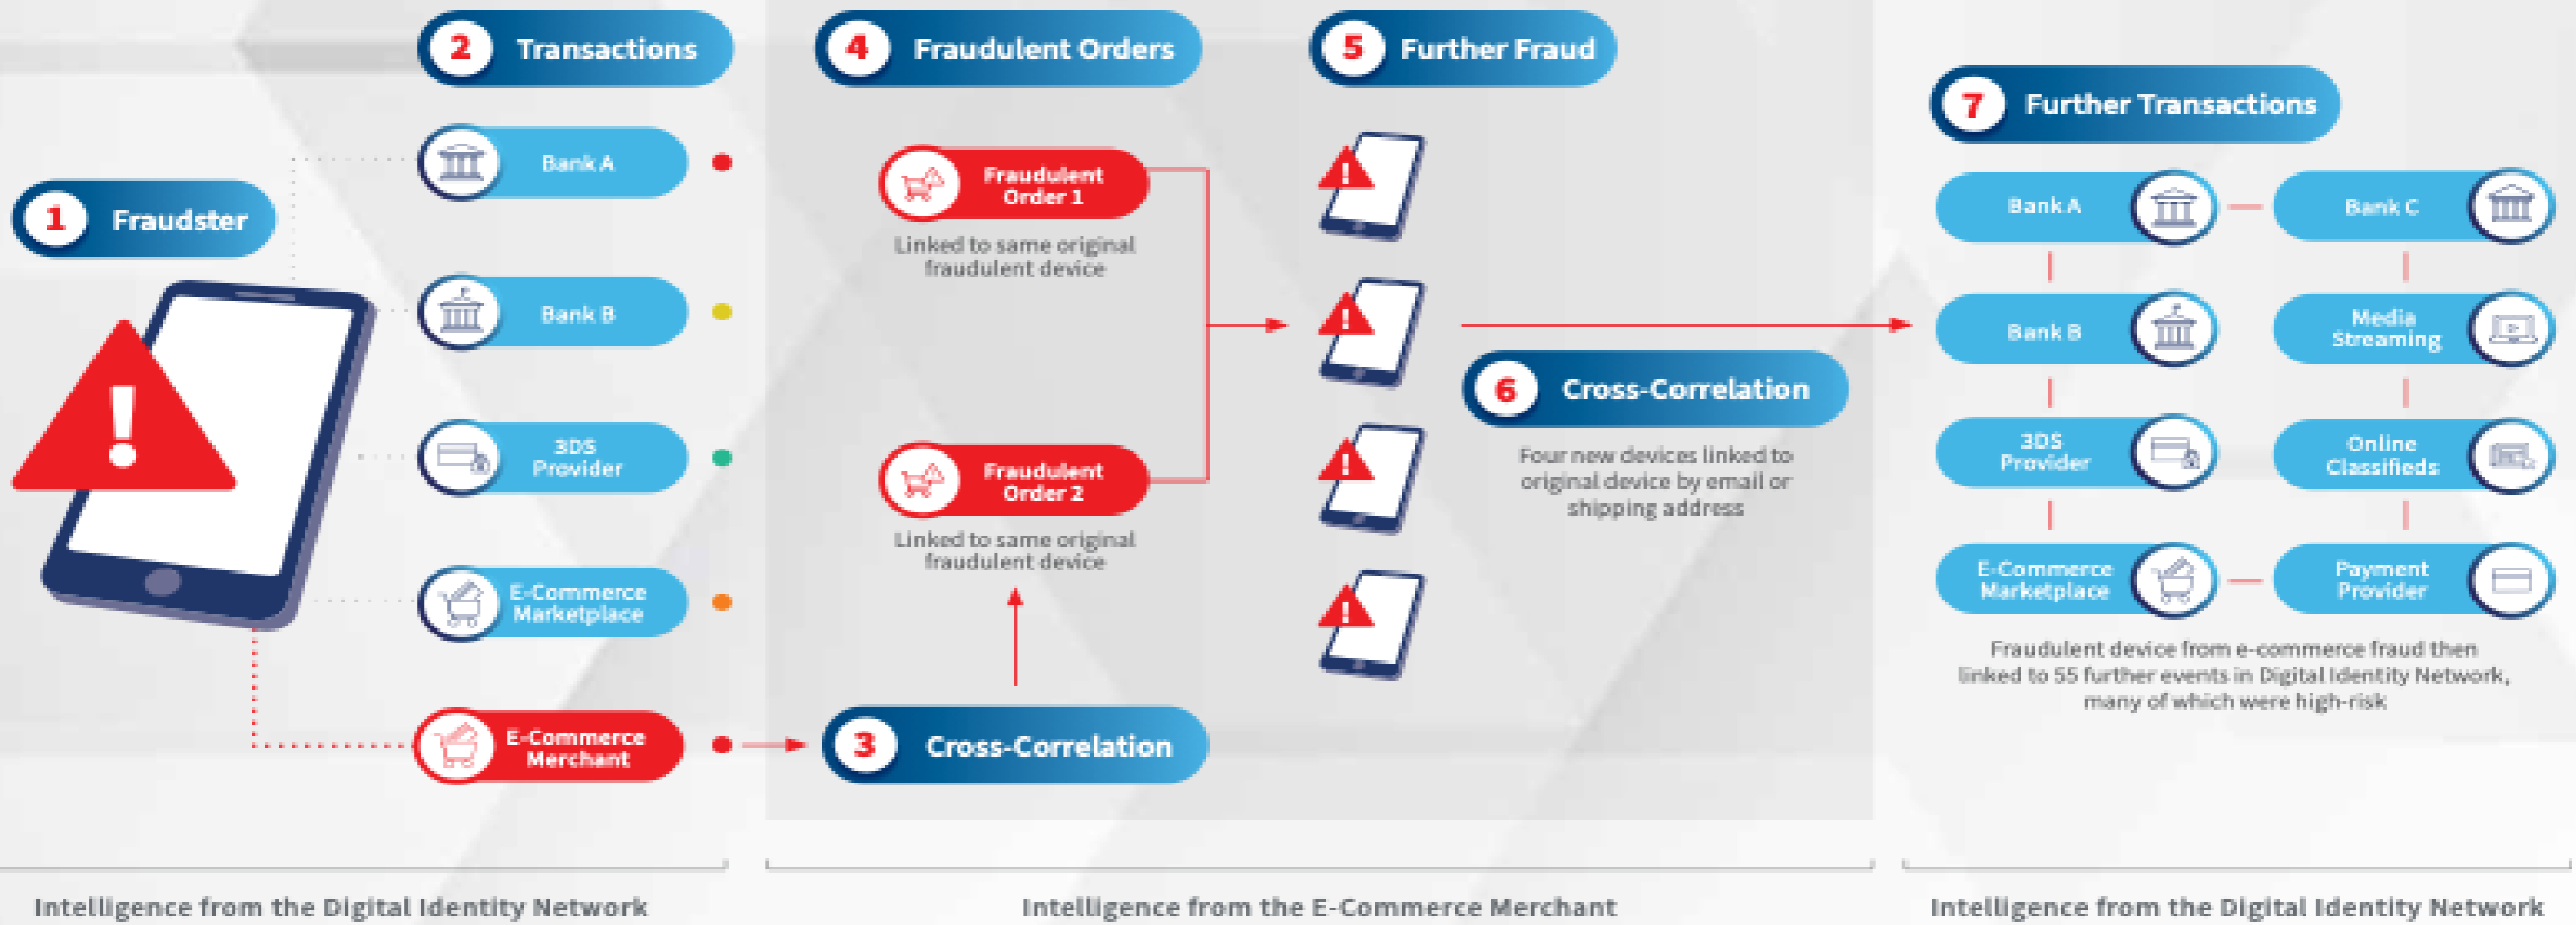 1 Fraudster
2 Transactions
Bank A
Bank B
3DS
Provider
E-Commerce
Marketplace
E-Commerce
Merchant
3 Cross-Correlation
4 Fraudulent Orders
Fraudulent
Order 1
Linked to same original
fraudulent device
Fraudulent
Order 2
Linked to same original
fraudulent device
5 Further Fraud
6 Cross-Correlation
Four new devices linked to
original device by email or
shipping address
7 Further Transactions
Bank A
Bank C
Bank B
Media
Streaming
3DS
Provider
Online
Classifieds
E-Commerce
Marketplace
Payment
Provider
Fraudulent device from e-commerce fraud then
linked to 55 further events in Digital Identity Network,
many of which were high-risk
Intelligence from the Digital Identity Network
Intelligence from the E-Commerce Merchant
Intelligence from the Digital Identity Network